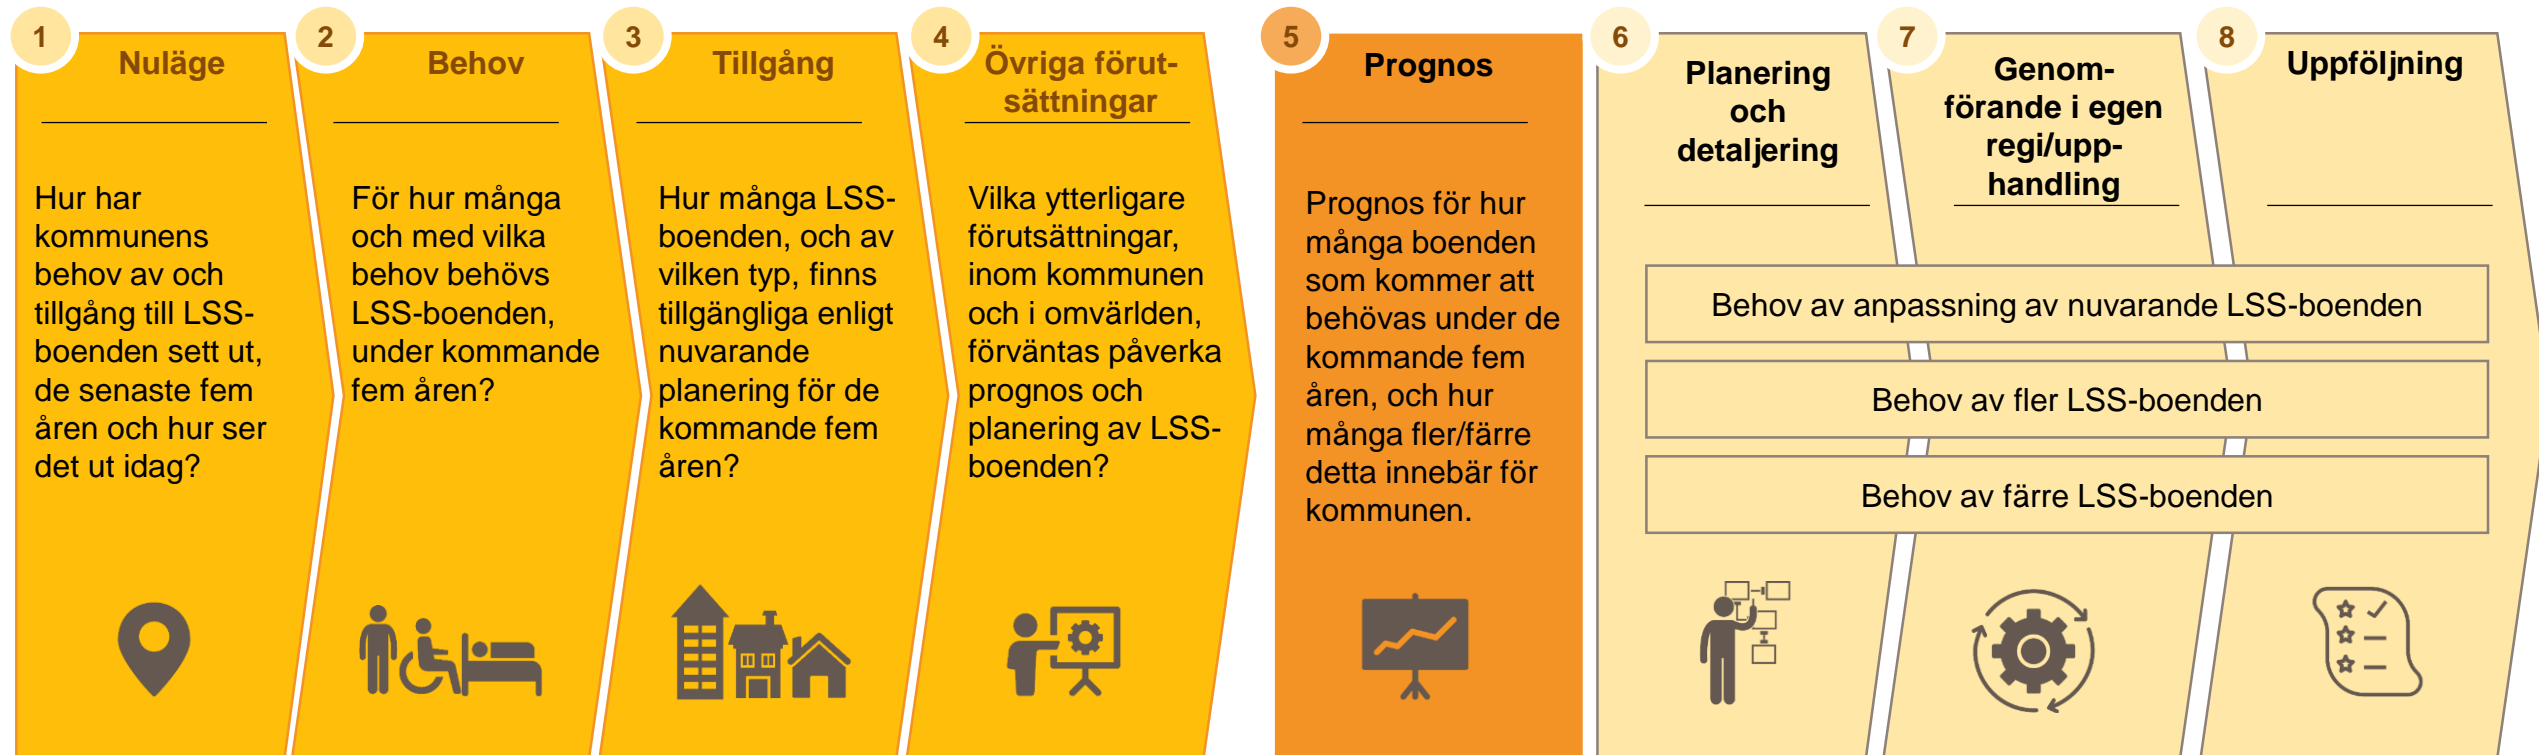 1
Nuläge
Hur har
kommunens
behov av och
tillgång till LSS-
boenden sett ut,
de senaste fem
åren och hur ser
det ut idag?
2
Behov
För hur många
och med vilka
behov behövs
LSS-boenden,
under kommande
fem åren?
3
Tillgång
Hur många LSS-
boenden, och av
vilken typ, finns
tillgängliga enligt
nuvarande
planering för de
kommande fem
åren?
4
Övriga förut-
sättningar
Vilka ytterligare
förutsättningar,
inom kommunen
och i omvärlden,
förväntas påverka
prognos och
planering av LSS-
boenden?
5
Prognos
Prognos för hur
många boenden
som kommer att
behövas under de
kommande fem
åren, och hur
många fler/färre
detta innebär för
kommunen.
6
Planering
och
detaljering
7
Genom-
förande i egen
regi/upp-
handling
8
Uppföljning
Behov av anpassning av nuvarande LSS-boenden
Behov av fler LSS-boenden
Behov av färre LSS-boenden